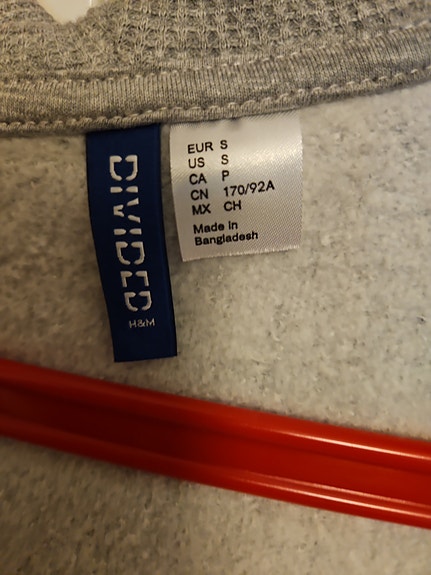 DIVIDED
H&M
EUR S
US S
CA P
CN 170/92A
MX CH
Made in
Bangladesh